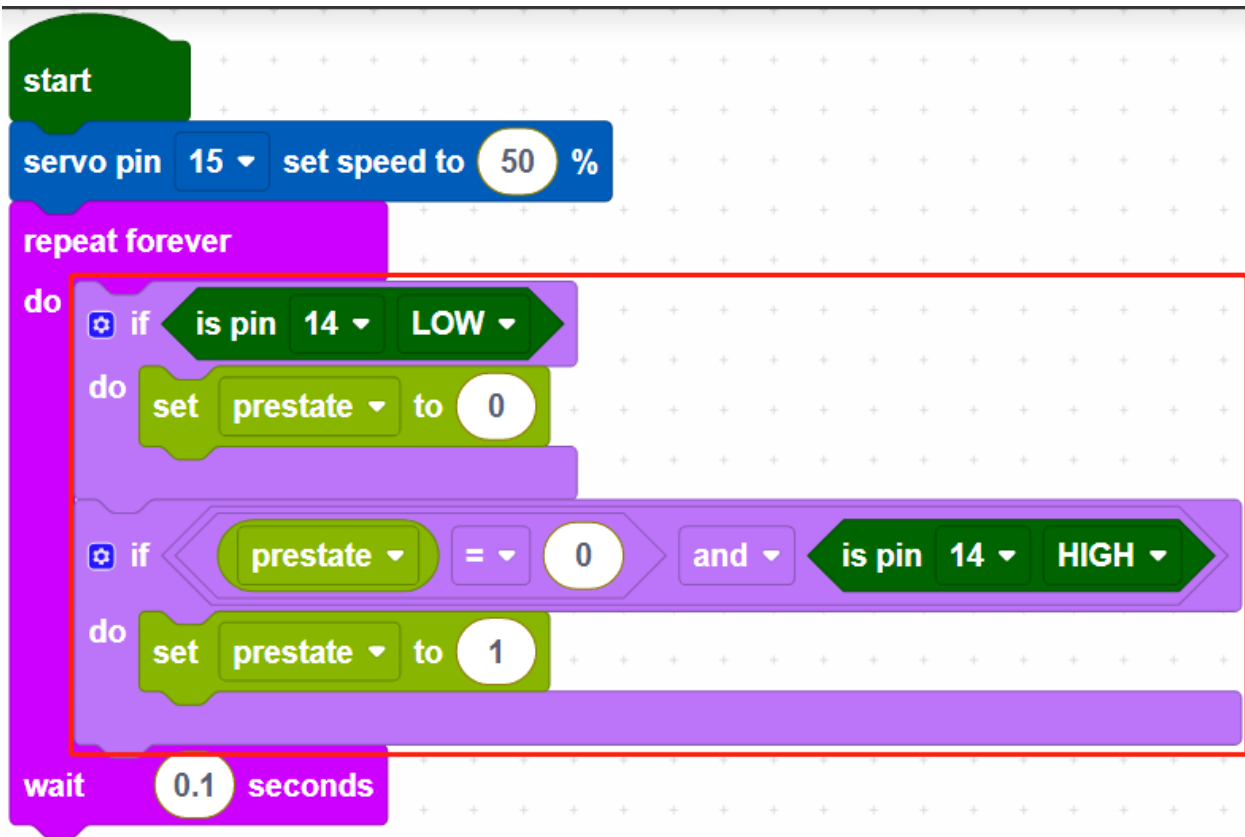 start
servo pin 15 set speed to 50 %
repeat forever
do if is pin 14 LOW
do set prestate to 0
if prestate = 0 and is pin 14 HIGH
do set prestate to 1
wait 0.1 seconds